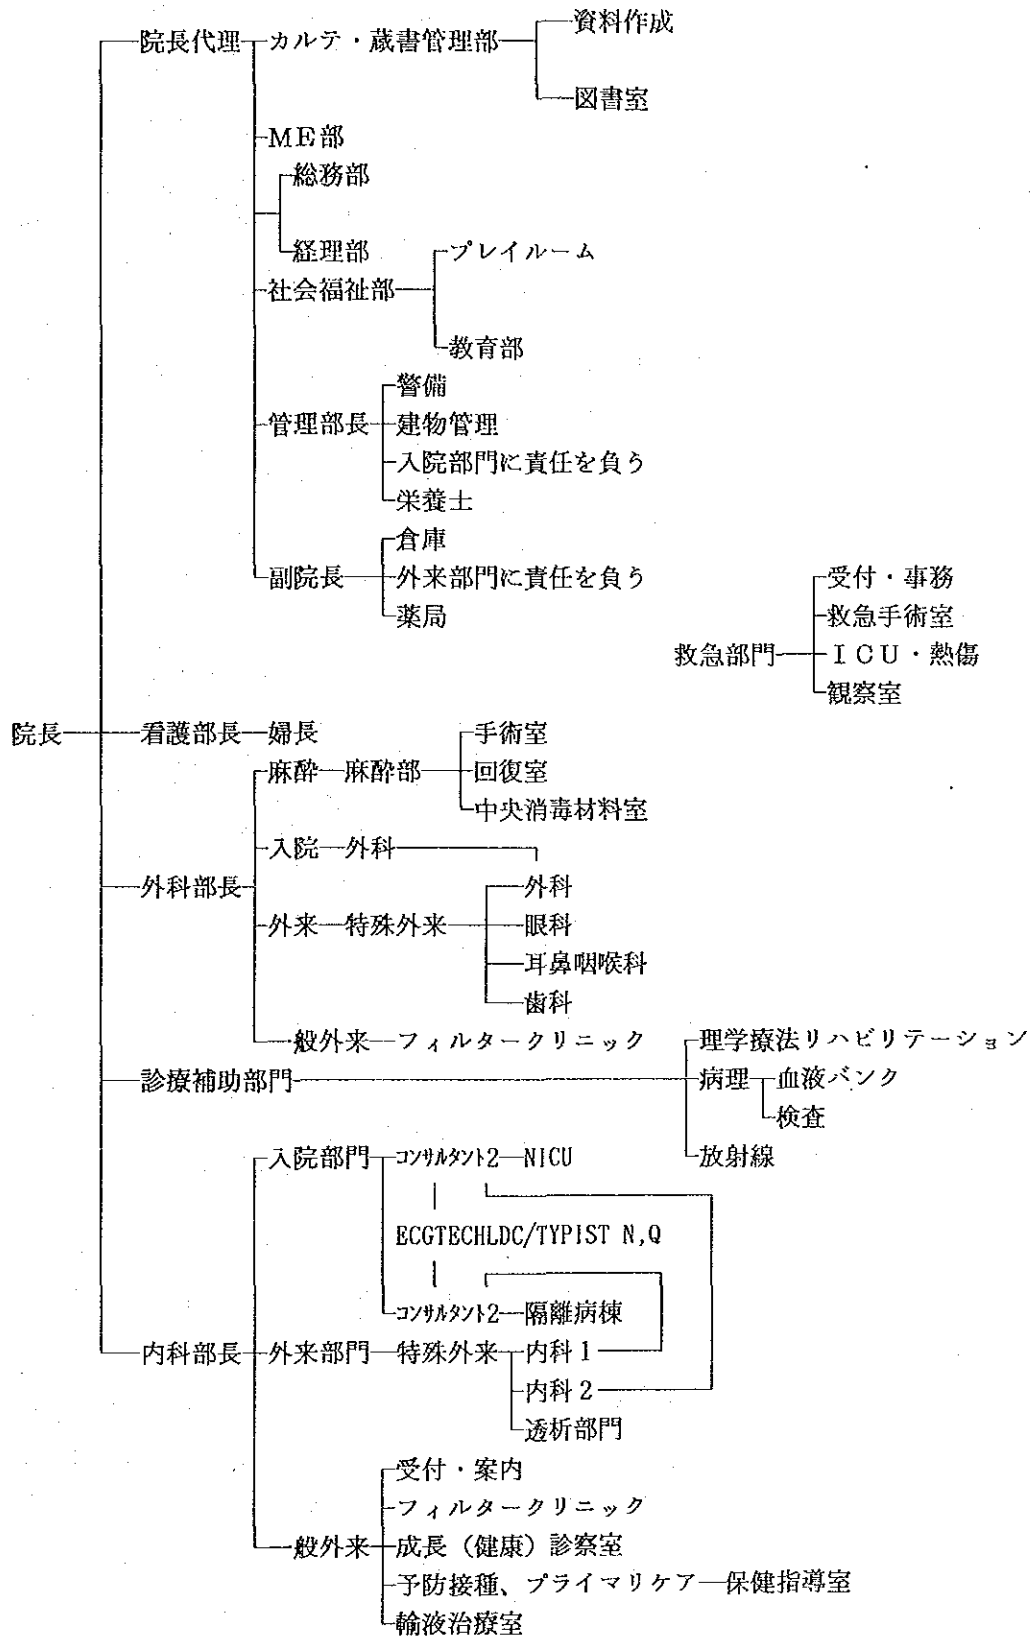 資料作成
院長代理 カルテ・蔵書管理部
図書室
ME部
総務部
経理部 プレイルーム
社会福祉部
教育部
警備
管理部長 建物管理
入院部門に責任を負う
栄養士
倉庫
副院長 外来部門に責任を負う 受付・事務
薬局 救急手術室
救急部門 ICU・熱傷
観察室
院長 看護部長 婦長 手術室
麻酔 麻酔部 回復室
中央消毒材料室
入院 外科
外科部長 外科
外来 特殊外来 眼科
耳鼻咽喉科
歯科
一般外来 フィルタークリニック 理学療法リハビリテーション
診療補助部門 病理 血液バンク
検査
入院部門 コンサルタント2 NICU 放射線
ECGTECHLDC/TYPIST N,Q
コンサルタント2 隔離病棟
内科部長 外来部門 特殊外来 内科1
内科2
透析部門
受付・案内
フィルタークリニック
一般外来 成長（健康）診察室
予防接種、プライマリケアー 保健指導室
輸液治療室